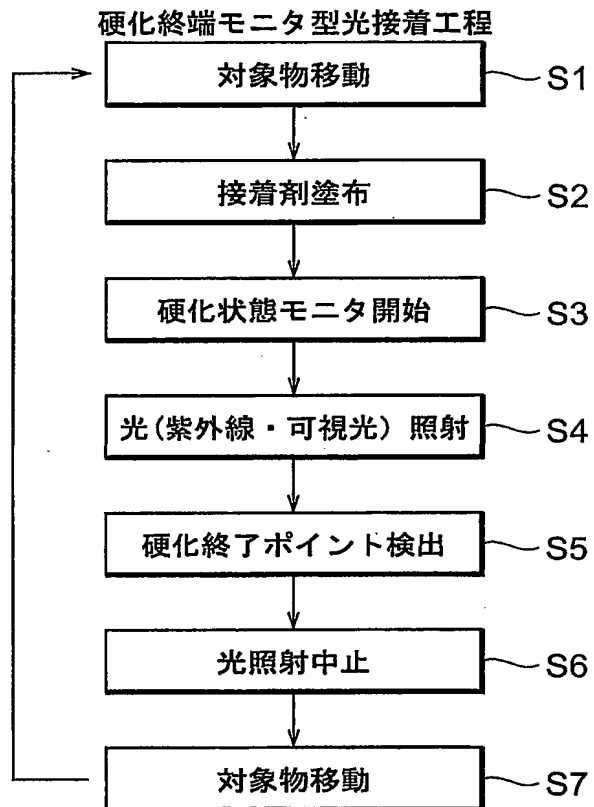 硬化終端モニタ型光接着工程
対象物移動 S1
接着剤塗布 S2
硬化状態モニタ開始 S3
光(紫外線・可視光)照射 S4
硬化終了ポイント検出 S5
光照射中止 S6
対象物移動 S7